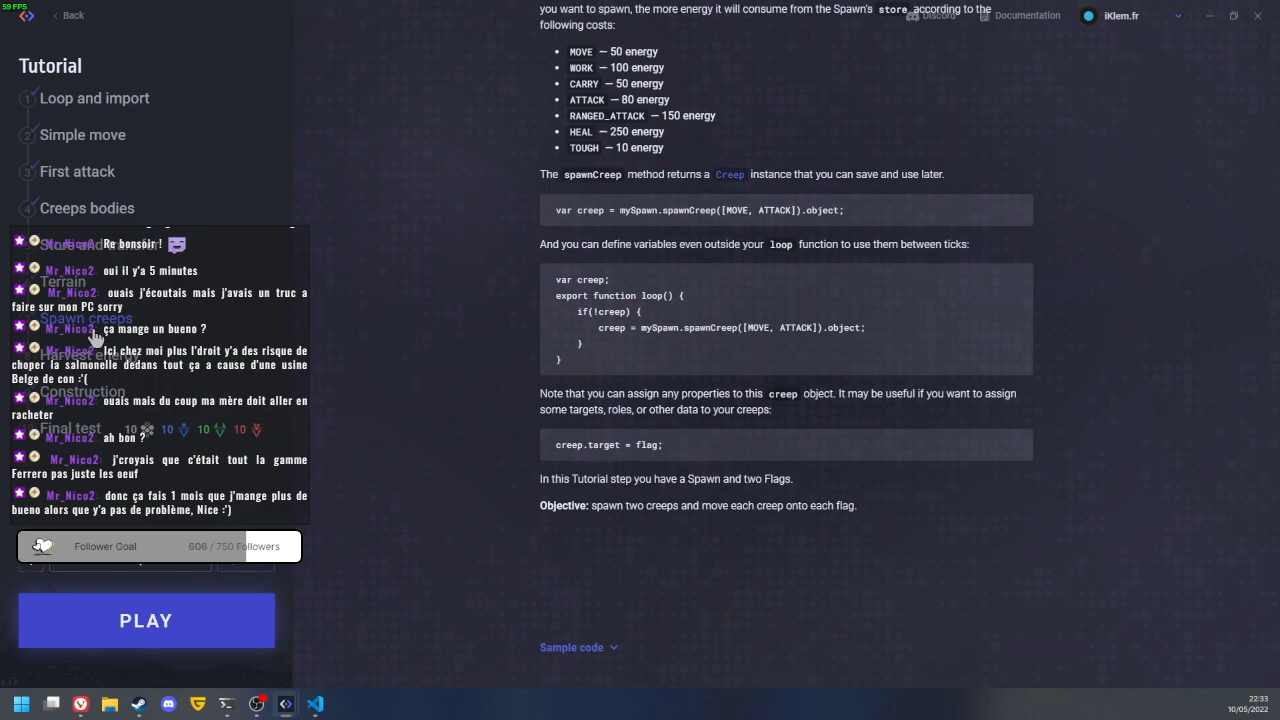 59 FPS
Back
Tutorial
1 Loop and import
2 Simple move
3 First attack
4 Creeps bodies
Terrain
Spawn creeps
Harvest energy
Construction
Final test 10 10 10 10
Mr_Nico2: Re bonsoir !
Mr_Nico2: oui il y'a 5 minutes
Mr_Nico2: ouais j'écoutais mais j'avais un truc a
faire sur mon PC sorry
Mr_Nico2: ça mange un bueno ?
Mr_Nico2: Ici chez moi plus l'droit y'a des risque de
choper la salmonelle dedans tout ça a cause d'une usine
Belge de con :'(
Mr_Nico2: ouais mais du coup ma mère doit aller en
racheter
Mr_Nico2: ah bon ?
Mr_Nico2: j'croyais que c'était tout la gamme
Ferrero pas juste les oeuf
Mr_Nico2: donc ça fais 1 mois que j'mange plus de
bueno alors que y'a pas de problème, Nice :')
Follower Goal 606 / 750 Followers
PLAY
you want to spawn, the more energy it will consume from the Spawn's store according to the
following costs:
• MOVE — 50 energy
• WORK — 100 energy
• CARRY — 50 energy
• ATTACK — 80 energy
• RANGED_ATTACK — 150 energy
• HEAL — 250 energy
• TOUGH — 10 energy
The spawnCreep method returns a Creep instance that you can save and use later.
var creep = mySpawn.spawnCreep([MOVE, ATTACK]).object;
And you can define variables even outside your loop function to use them between ticks:
var creep;
export function loop() {
if(!creep) {
creep = mySpawn.spawnCreep([MOVE, ATTACK]).object;
}
}
Note that you can assign any properties to this creep object. It may be useful if you want to assign
some targets, roles, or other data to your creeps:
creep.target = flag;
In this Tutorial step you have a Spawn and two Flags.
Objective: spawn two creeps and move each creep onto each flag.
Sample code
Discord
Documentation
iKlem.fr
22:33
10/05/2022